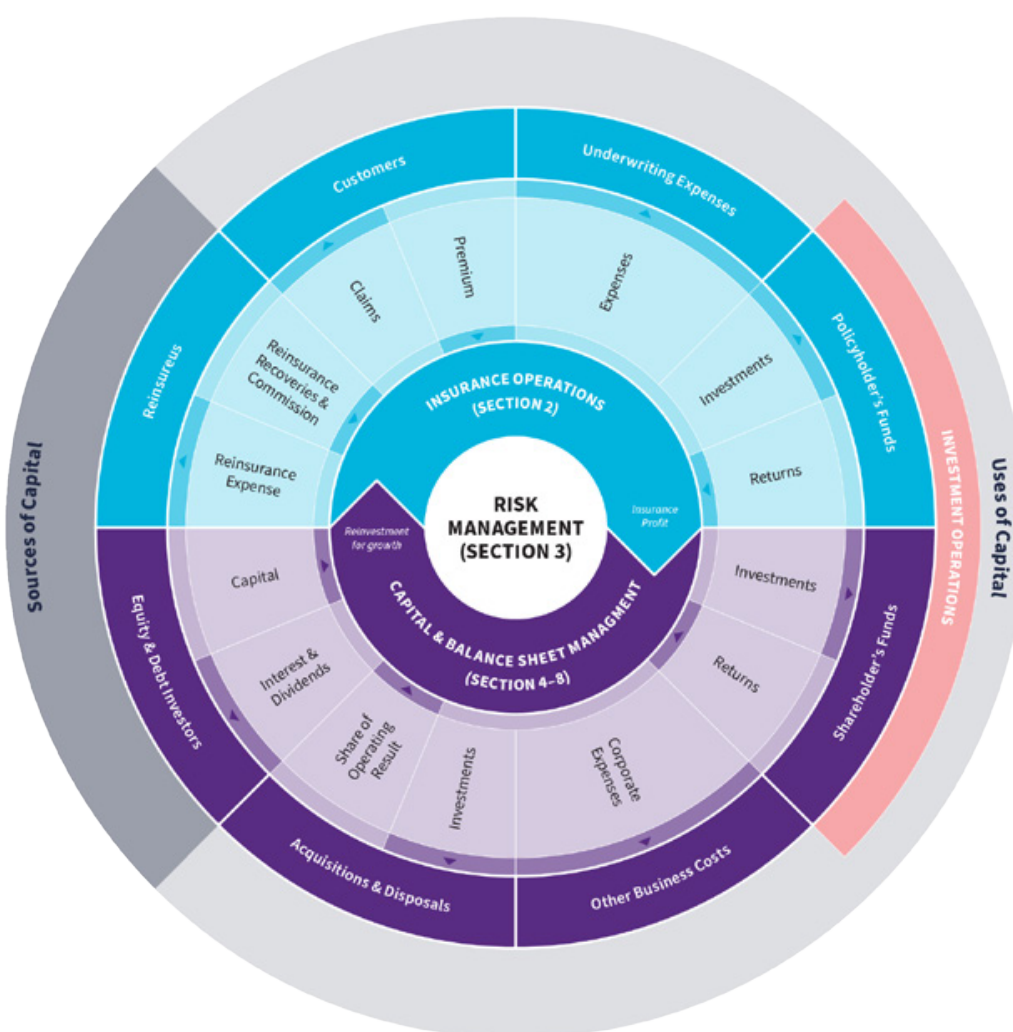 Customers
Underwriting Expenses
Premium
Expenses
Claims
Sources of Capital
Reinsureus
Reinsurance
Recoveries &
Commission
Reinsurance
Expense
INSURANCE OPERATIONS
(SECTION 2)
Investments
Returns
Policyholder's Funds
INVESTMENT OPERATIONS
Uses of Capital
RISK
MANAGEMENT
(SECTION 3)
Insurance
Profit
Reinvestment
for growth
CAPITAL & BALANCE SHEET MANAGMENT
(SECTION 4–8)
Capital
Interest &
Dividends
Share of
Operating
Result
Investments
Corporate
Expenses
Returns
Investments
Equity & Debt Investors
Shareholder's Funds
Acquisitions & Disposals
Other Business Costs